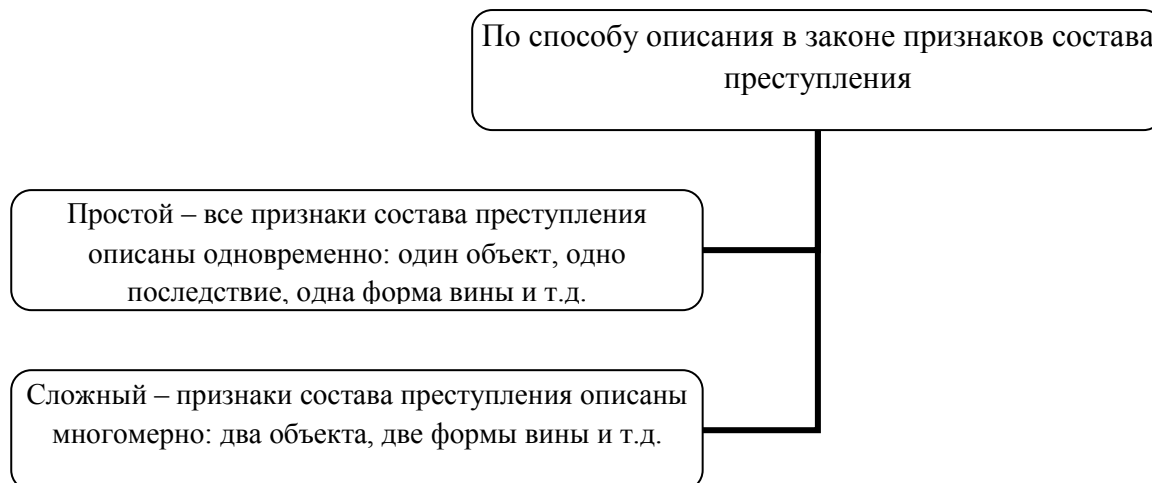 По способу описания в законе признаков состава
преступления
Простой – все признаки состава преступления
описаны одновременно: один объект, одно
последствие, одна форма вины и т.д.
Сложный – признаки состава преступления описаны
многомерно: два объекта, две формы вины и т.д.